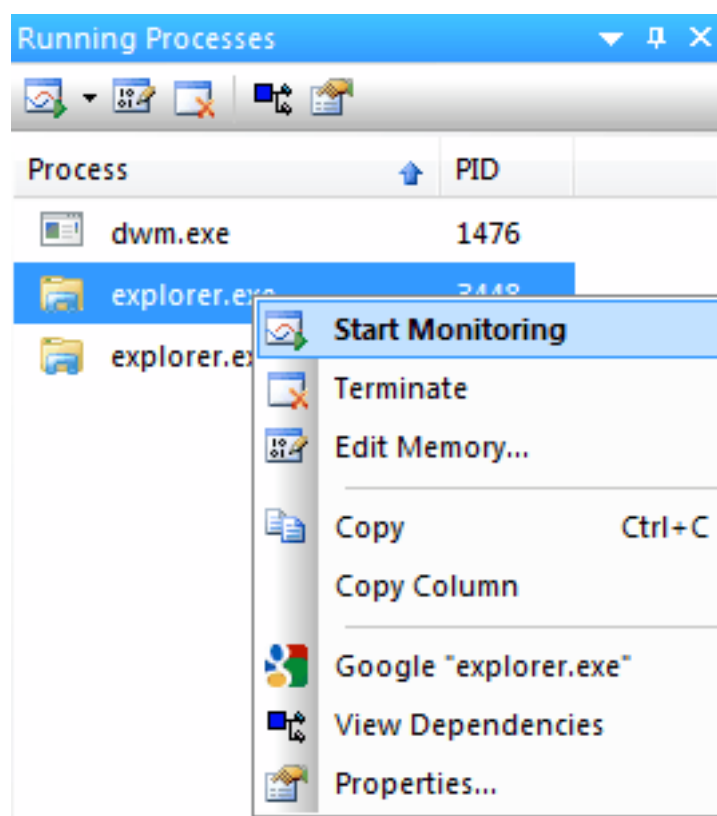 Running Processes
Process PID
dwm.exe 1476
explorer.exe 3448
Start Monitoring
explorer.ex
Terminate
Edit Memory...
Copy Ctrl+C
Copy Column
Google "explorer.exe"
View Dependencies
Properties...